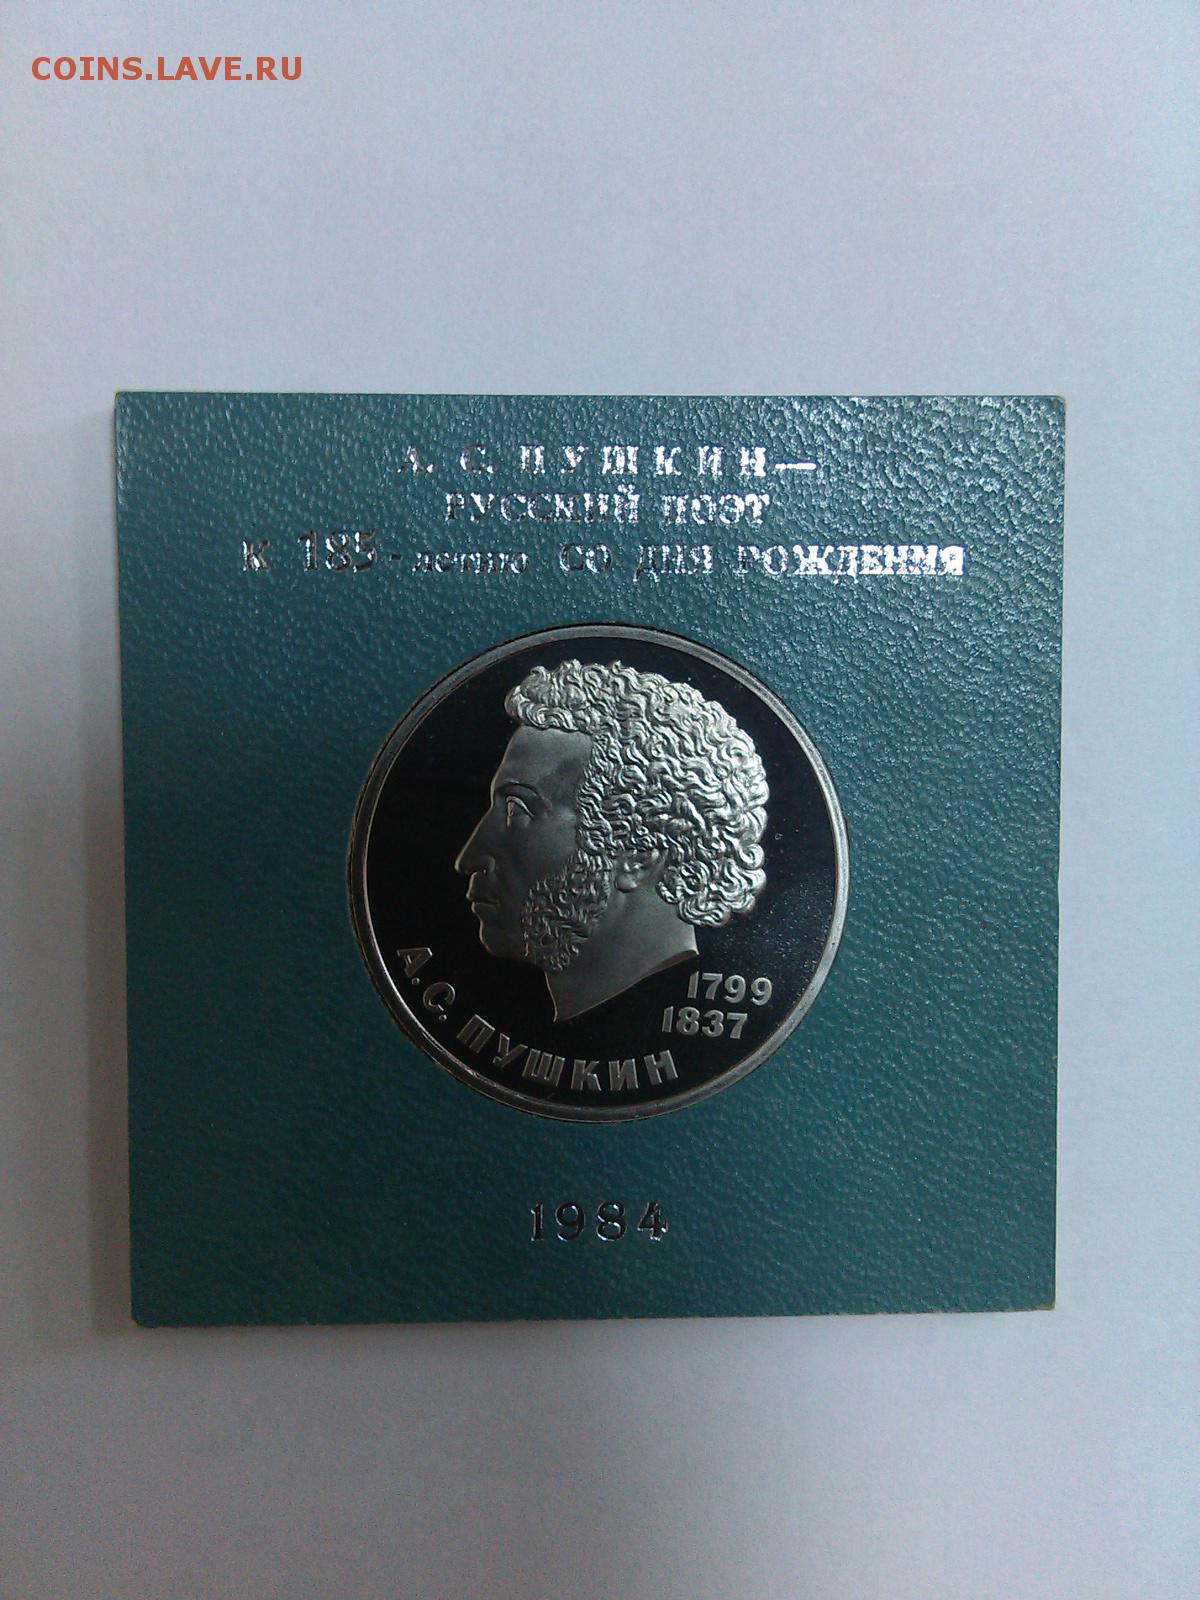 COINS.LAVE.RU
А. С. ПУШКИН—
РУССКИЙ ПОЭТ
К 185-летию СО ДНЯ РОЖДЕНИЯ
1799
1837
А.С. ПУШКИН
1984